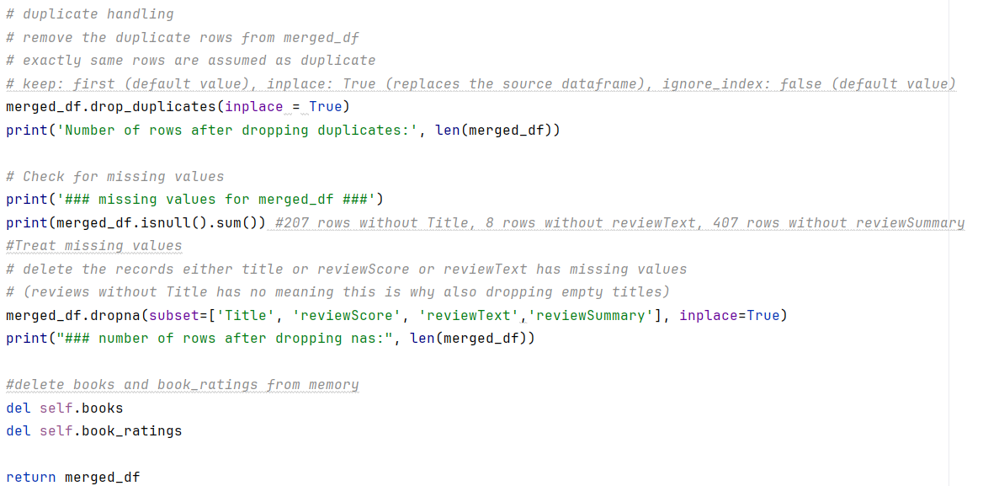 # duplicate handling
# remove the duplicate rows from merged_df
# exactly same rows are assumed as duplicate
# keep: first (default value), inplace: True (replaces the source dataframe), ignore_index: false (default value)
merged_df.drop_duplicates(inplace = True)
print('Number of rows after dropping duplicates:', len(merged_df))
# Check for missing values
print('### missing values for merged_df ###')
print(merged_df.isnull().sum()) #207 rows without Title, 8 rows without reviewText, 407 rows without reviewSummary
#Treat missing values
# delete the records either title or reviewScore or reviewText has missing values
# (reviews without Title has no meaning this is why also dropping empty titles)
merged_df.dropna(subset=['Title', 'reviewScore', 'reviewText','reviewSummary'], inplace=True)
print("### number of rows after dropping nas:", len(merged_df))
#delete books and book_ratings from memory
del self.books
del self.book_ratings
return merged_df